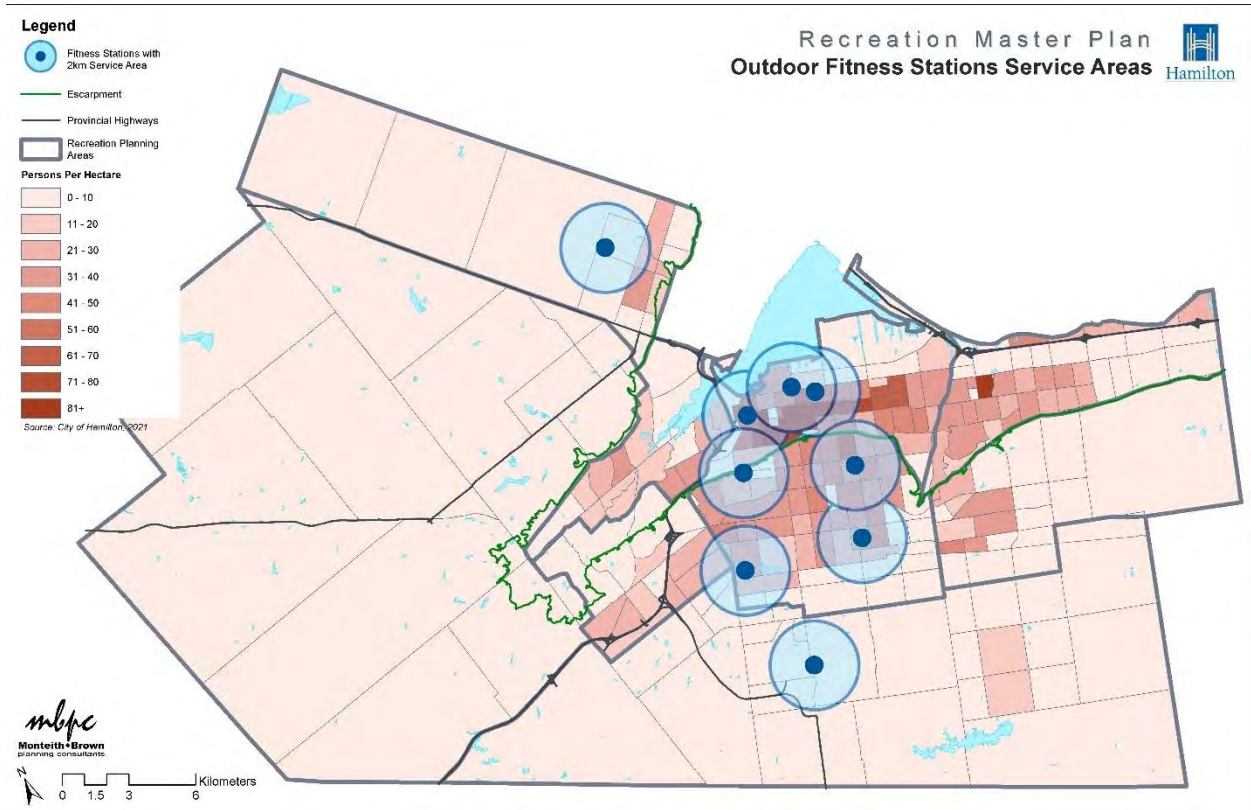 Legend
Fitness Stations with
2km Service Area
Escarpment
Provincial Highways
Recreation Planning
Areas
Persons Per Hectare
0 - 10
11 - 20
21 - 30
31 - 40
41 - 50
51 - 60
61 - 70
71 - 80
81+
Source: City of Hamilton, 2021
Recreation Master Plan
Outdoor Fitness Stations Service Areas
Hamilton
mbpc
Monteith+Brown
planning consultants
N
Kilometers
0 1.5 3 6